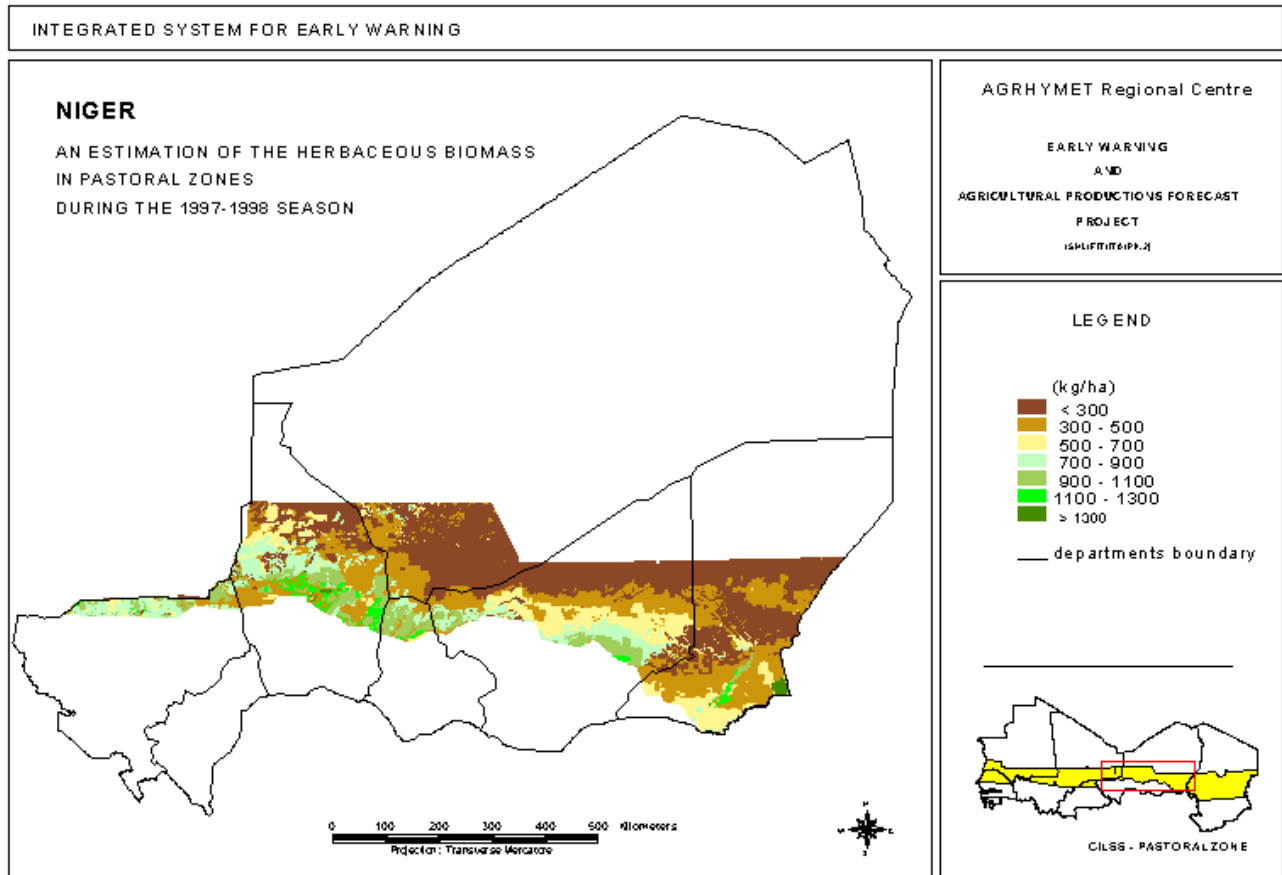 INTEGRATED SYSTEM FOR EARLY WARNING
NIGER
AN ESTIMATION OF THE HERBACEOUS BIOMASS
IN PASTORAL ZONES
DURING THE 1997-1998 SEASON
0 100 200 300 400 500 Kilometers
Projection : Transverse Mercatore
AGRHYMET Regional Centre
EARLY WARNING
AND
AGRICULTURAL PRODUCTIONS FORECAST
PROJECT
LEGEND
(kg/ha)
< 300
300 - 500
500 - 700
700 - 900
900 - 1100
1100 - 1300
> 1300
departments boundary
CILSS - PASTORAL ZONE